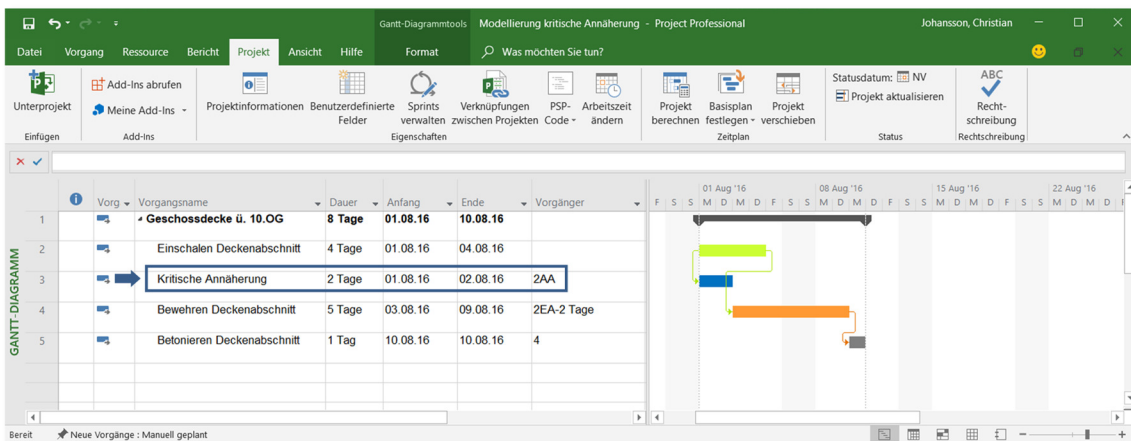 Gantt-Diagrammtools Modellierung kritische Annäherung - Project Professional Johansson, Christian
Datei Vorgang Ressource Bericht Projekt Ansicht Hilfe Format Was möchten Sie tun?
Unterprojekt
Einfügen
Add-Ins abrufen
Meine Add-Ins
Add-Ins
Projektinformationen
Benutzerdefinierte
Felder
Sprints
verwalten
Verknüpfungen
zwischen Projekten
PSP-
Code
Arbeitszeit
ändern
Eigenschaften
Projekt
berechnen
Basisplan
festlegen
Projekt
verschieben
Zeitplan
Statusdatum: NV
Projekt aktualisieren
Status
ABC
Recht-
schreibung
Rechtschreibung
Vorg Vorgangsname Dauer Anfang Ende Vorgänger
01 Aug '16 08 Aug '16 15 Aug '16 22 Aug '16
F S S M D M D F S S M D M D F S S M D M D F S S M D M D F
1 Geschossdecke ü. 10.OG 8 Tage 01.08.16 10.08.16
2 Einschalen Deckenabschnitt 4 Tage 01.08.16 04.08.16
3 Kritische Annäherung 2 Tage 01.08.16 02.08.16 2AA
4 Bewehren Deckenabschnitt 5 Tage 03.08.16 09.08.16 2EA-2 Tage
5 Betonieren Deckenabschnitt 1 Tag 10.08.16 10.08.16 4
GANTT-DIAGRAMM
Bereit Neue Vorgänge : Manuell geplant